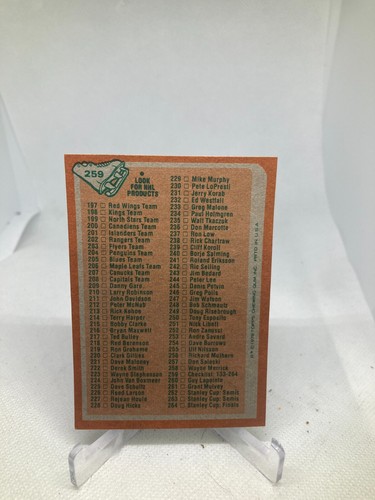 259
LOOK
FOR NHL
PRODUCTS
197 Red Wings Team
198 Kings Team
199 North Stars Team
200 Canadiens Team
201 Islanders Team
202 Rangers Team
203 Flyers Team
204 Penguins Team
206 Blues Team
Maple Leafs Team
207 Canucks Team
Capitals Team
209 Danny Gare
210 Larry Robinson
211 John Davidson
212 Peter McNab
213 Rick Kehoe
214 Terry Harper
215 Bobby Clarke
216 Bryan Maxwell
217 Ted Bulley
218 Red Berenson
219 Ron Grahame
220 Clark Gillies
221 Dave Maloney
222 Derek Smith
223 Wayne Stephenson
224 John Van Boxmeer
225 Dave Schultz
226 Reed Larson
227 Rejean Houle
228 Doug Hicks
229 Mike Murphy
230 Pete LoPresti
231 Jerry Korab
232 Ed Westfall
233 Greg Malone
234 Paul Holmgren
235 Walt Tkaczuk
236 Don Marcotte
237 Ron Low
238 Rick Chartraw
239 Cliff Koroll
240 Borje Salming
241 Roland Eriksson
242 Ric Seiling
243 Jim Bedard
244 Peter Lee
245 Denis Potvin
246 Greg Polis
247 Jim Watson
248 Bob Schmautz
249 Doug Risebrough
250 Tony Esposito
251 Nick Libett
252 Ron Zanussi
253 Andre Savard
254 Dave Burrows
255 Ulf Nilsson
256 Richard Mulhern
257 Don Saleski
258 Wayne Merrick
259 Checklist: 133-264
260 Guy Lapointe
261 Grant Mulvey
262 Stanley Cup: Semis
263 Stanley Cup: Semis
264 Stanley Cup: Finals